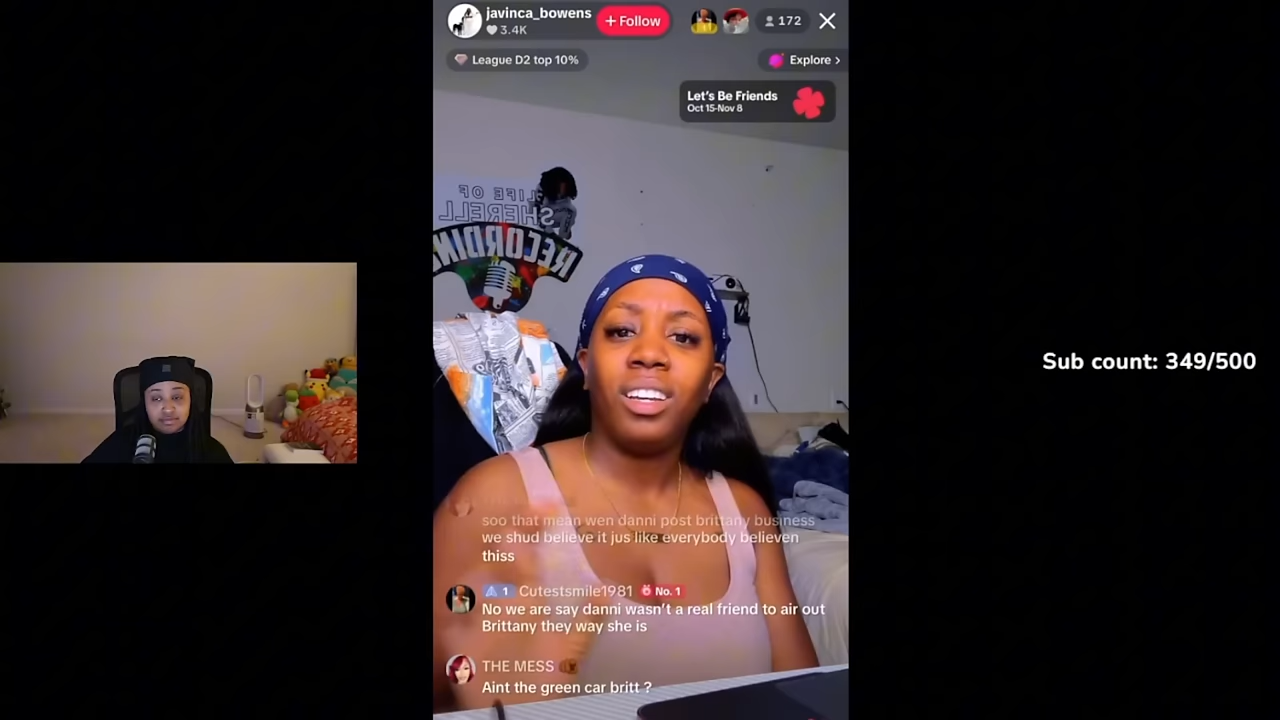 javinca_bowens
3.4K
+ Follow
172
League D2 top 10%
Explore
Let's Be Friends
Oct 15-Nov 8
LIFE OF
SHERELL
RECORDIN
Sub count: 349/500
soo that mean wen danni post brittany business
we shud believe it jus like everybody believen
thiss
1 Cutestsmile1981 No. 1
No we are say danni wasn't a real friend to air out
Brittany they way she is
THE MESS
Aint the green car britt ?